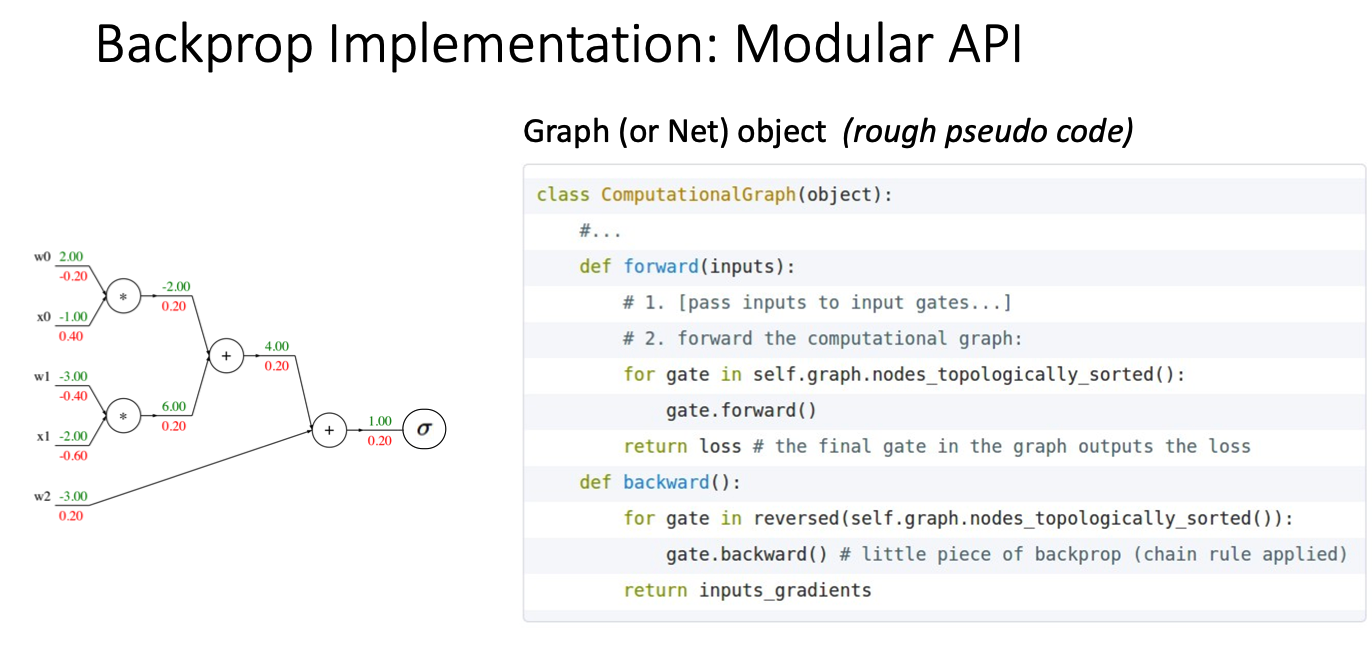 Backprop Implementation: Modular API
Graph (or Net) object (rough pseudo code)
class ComputationalGraph(object):
#...
def forward(inputs):
# 1. [pass inputs to input gates...]
# 2. forward the computational graph:
for gate in self.graph.nodes_topologically_sorted():
gate.forward()
return loss # the final gate in the graph outputs the loss
def backward():
for gate in reversed(self.graph.nodes_topologically_sorted()):
gate.backward() # little piece of backprop (chain rule applied)
return inputs_gradients
w0 2.00
-0.20
*
-2.00
0.20
x0 -1.00
0.40
+
4.00
0.20
w1 -3.00
-0.40
*
6.00
0.20
x1 -2.00
-0.60
+
1.00
0.20
σ
w2 -3.00
0.20